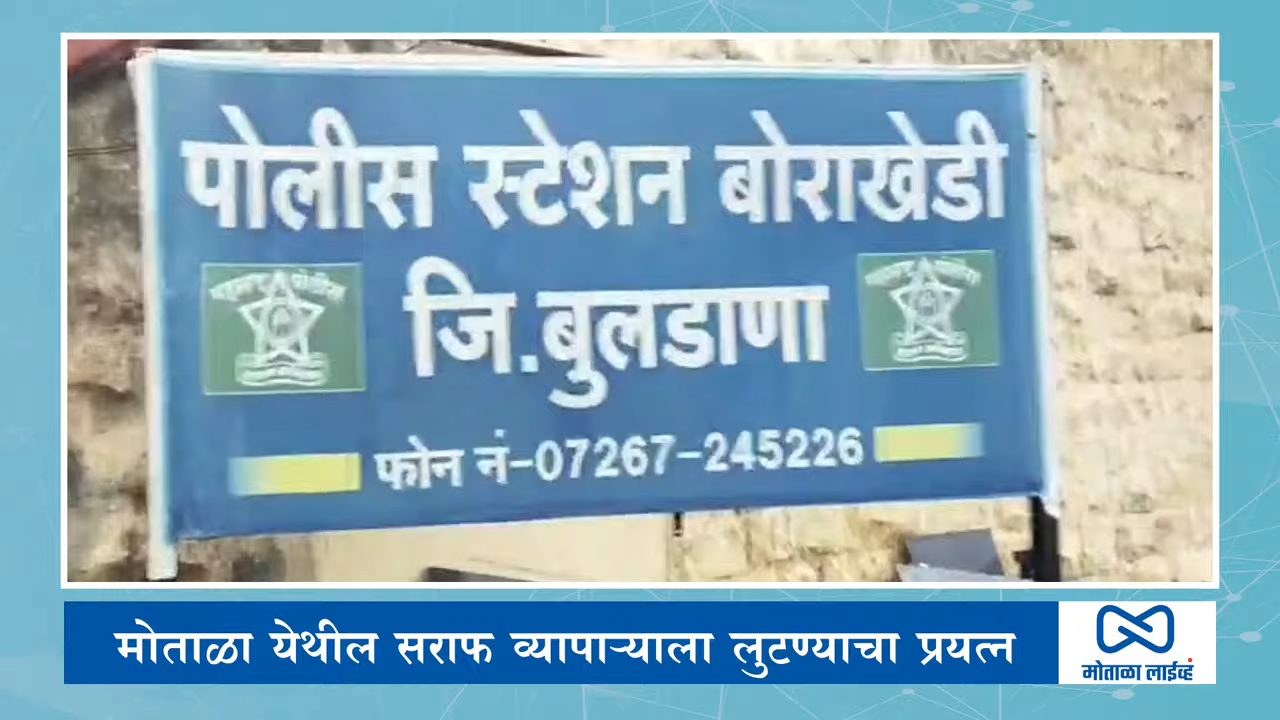 पोलीस स्टेशन बोराखेडी
जि.बुलडाणा
फोन नं-07267-245226
मोताळा येथील सराफ व्यापाऱ्याला लुटण्याचा प्रयत्न
मोताळा लाईव्हं